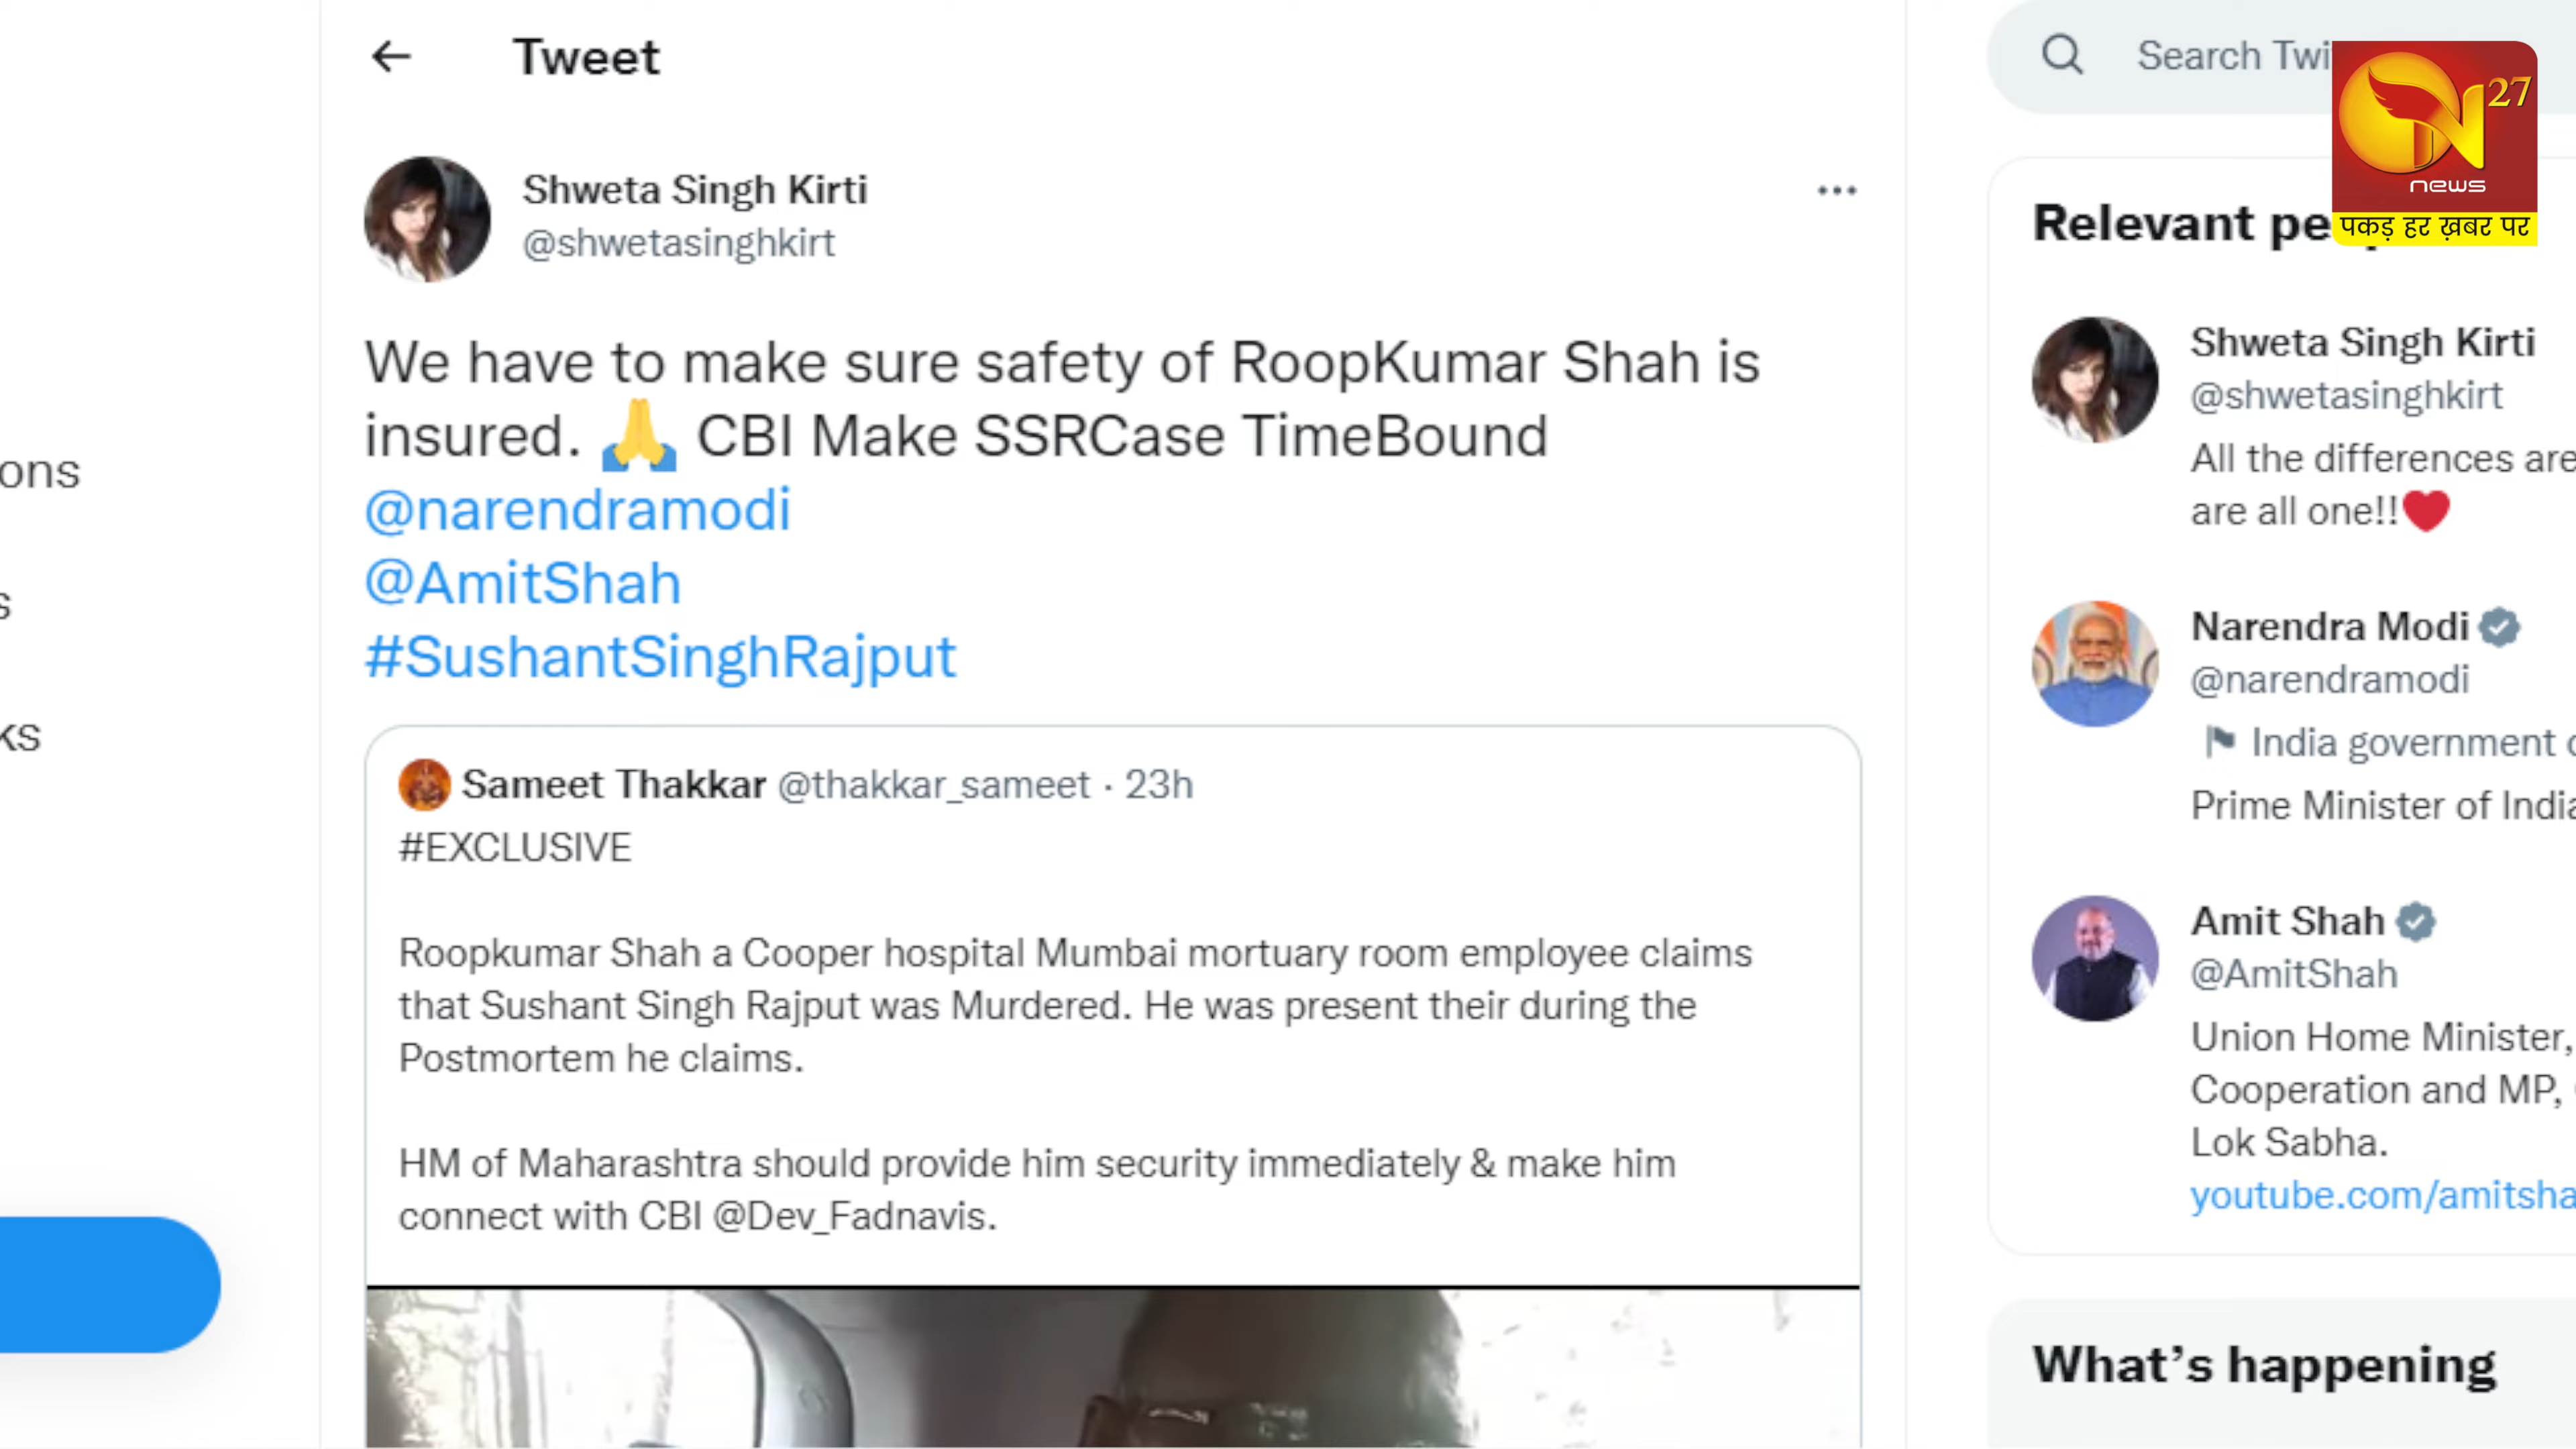 Tweet
Shweta Singh Kirti
@shwetasinghkirt
We have to make sure safety of RoopKumar Shah is
insured. 🙏 CBI Make SSRCase TimeBound
@narendramodi
@AmitShah
#SushantSinghRajput
Sameet Thakkar @thakkar_sameet · 23h
#EXCLUSIVE
Roopkumar Shah a Cooper hospital Mumbai mortuary room employee claims
that Sushant Singh Rajput was Murdered. He was present their during the
Postmortem he claims.
HM of Maharashtra should provide him security immediately & make him
connect with CBI @Dev_Fadnavis.
ons
s
ks
Search Twi
N 27
news
पकड़ हर ख़बर पर
Relevant pe
Shweta Singh Kirti
@shwetasinghkirt
All the differences are
are all one!!❤️
Narendra Modi
@narendramodi
India government
Prime Minister of India
Amit Shah
@AmitShah
Union Home Minister,
Cooperation and MP,
Lok Sabha.
youtube.com/amitsha
What's happening